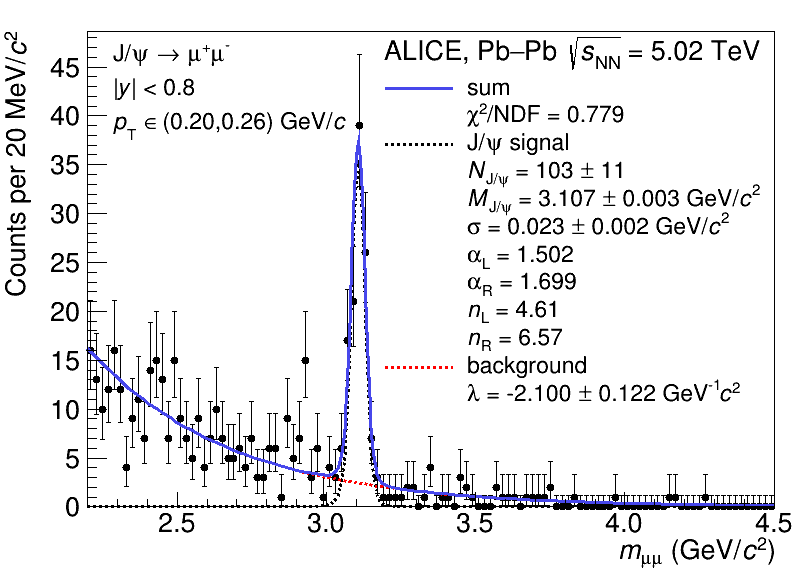 J/ψ → μ⁺μ⁻
|y| < 0.8
p_T ∈ (0.20,0.26) GeV/c
ALICE, Pb–Pb √s_NN = 5.02 TeV
sum
χ²/NDF = 0.779
J/ψ signal
N_J/ψ = 103 ± 11
M_J/ψ = 3.107 ± 0.003 GeV/c²
σ = 0.023 ± 0.002 GeV/c²
α_L = 1.502
α_R = 1.699
n_L = 4.61
n_R = 6.57
background
λ = -2.100 ± 0.122 GeV⁻¹c²
Counts per 20 MeV/c²
45
40
35
30
25
20
15
10
5
0
2.5 3.0 3.5 4.0 4.5
m_μμ (GeV/c²)